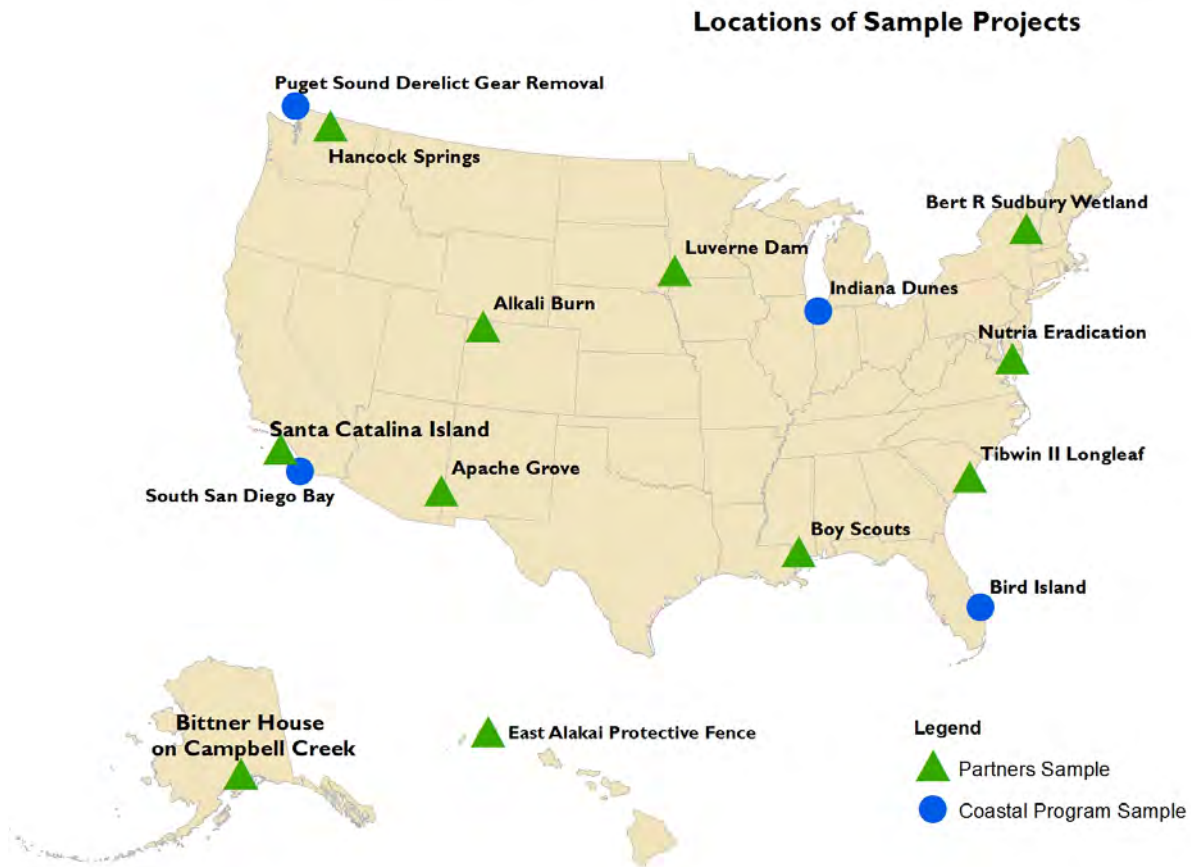 Locations of Sample Projects
Puget Sound Derelict Gear Removal
Hancock Springs
Bert R Sudbury Wetland
Luverne Dam
Indiana Dunes
Alkali Burn
Nutria Eradication
Santa Catalina Island
Apache Grove
Tibwin II Longleaf
South San Diego Bay
Boy Scouts
Bird Island
Bittner House
on Campbell Creek
East Alakai Protective Fence
Legend
Partners Sample
Coastal Program Sample